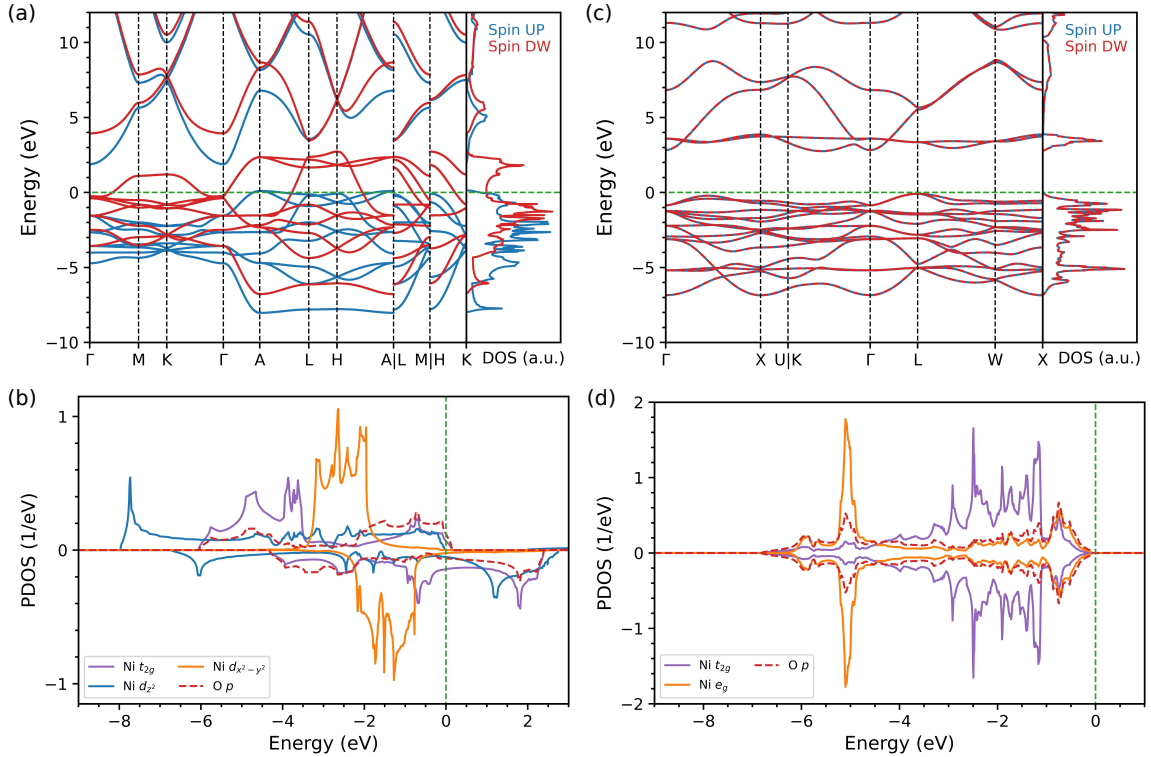 (a)
Spin UP
Spin DW
Energy (eV)
10
5
0
−5
−10
Γ M K Γ A L H A|L M|H K DOS (a.u.)
(c)
Spin UP
Spin DW
Energy (eV)
10
5
0
−5
−10
Γ X U|K Γ L W X DOS (a.u.)
(b)
PDOS (1/eV)
1
0
−1
Ni t₂g
Ni dz²
Ni dx²−y²
O p
−8 −6 −4 −2 0 2
Energy (eV)
(d)
PDOS (1/eV)
2
1
0
−1
−2
Ni t₂g
Ni eg
O p
−8 −6 −4 −2 0
Energy (eV)